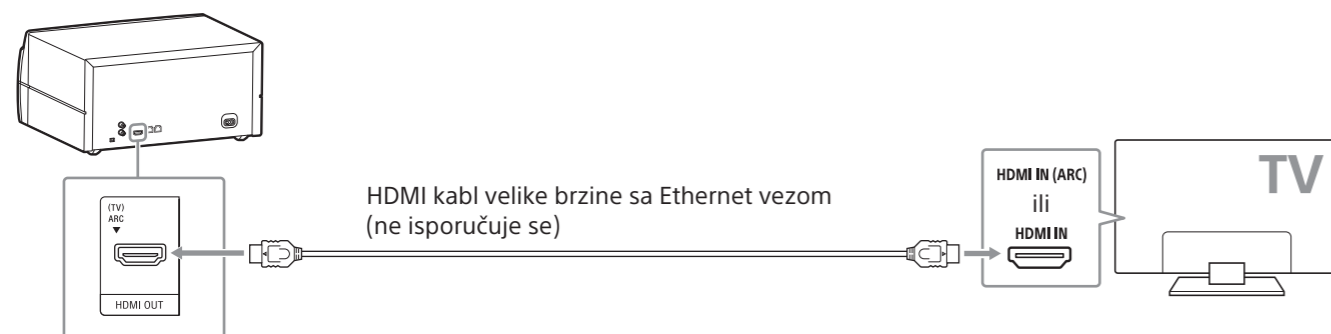 HDMI kabl velike brzine sa Ethernet vezom
(ne isporučuje se)
(TV)
ARC
HDMI OUT
HDMI IN (ARC)
ili
HDMI IN
TV